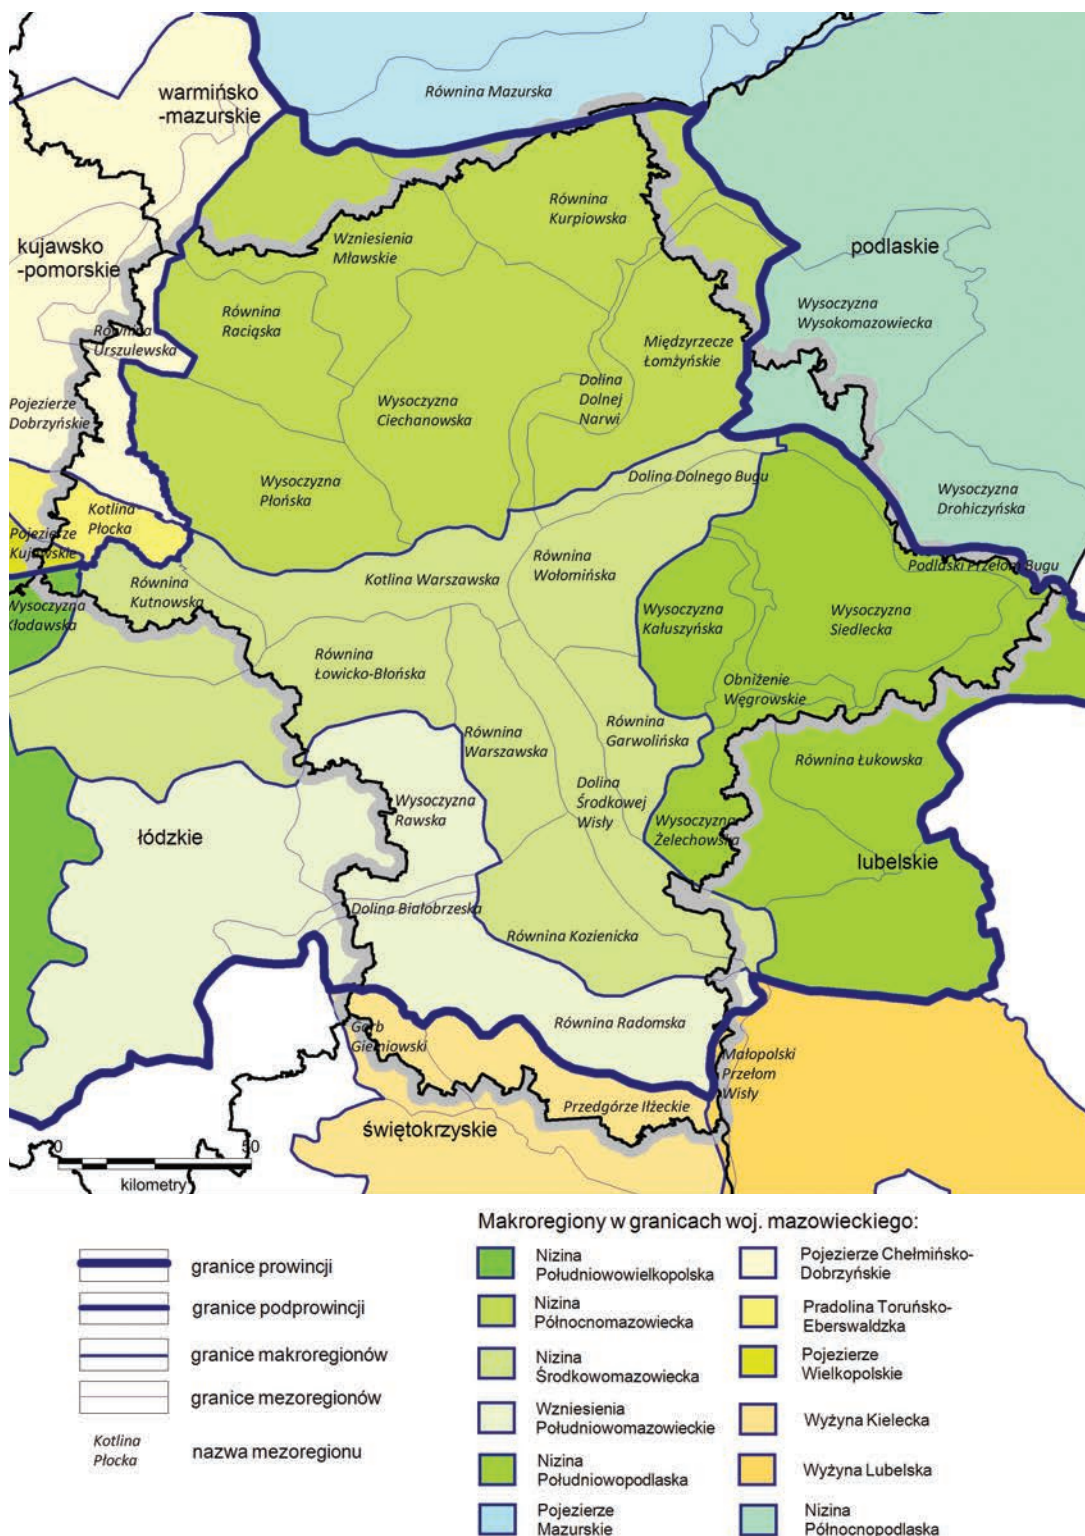 warmińsko
-mazurskie
Równina Mazurska
kujawsko
-pomorskie
Wzniesienia
Mławskie
Równina
Kurpiowska
podlaskie
Równina
Raciąska
Wysoczyzna
Wysokomazowiecka
Równina
Urszulewska
Międzyrzecze
Łomżyńskie
Pojezierze
Dobrzyńskie
Wysoczyzna
Ciechanowska
Dolina
Dolnej
Narwi
Wysoczyzna
Płońska
Dolina Dolnego Bugu
Wysoczyzna
Drohiczyńska
Kotlina
Płocka
Pojezierze
Kujawskie
Równina
Kutnowska
Kotlina Warszawska
Równina
Wołomińska
Podlaski Przełom Bugu
Wysoczyzna
Kłodawska
Wysoczyzna
Kałuszyńska
Wysoczyzna
Siedlecka
Równina
Łowicko-Błońska
Obniżenie
Węgrowskie
Równina
Warszawska
Równina
Garwolińska
Równina Łukowska
Wysoczyzna
Rawska
Dolina
Środkowej
Wisły
Wysoczyzna
Żelechowska
łódzkie
lubelskie
Dolina Białobrzeska
Równina Kozienicka
Równina Radomska
Garb
Gielniowski
Małopolski
Przełom
Wisły
Przedgórze Iłżeckie
świętokrzyskie
0 50
kilometry
Makroregiony w granicach woj. mazowieckiego:
granice prowincji
granice podprowincji
granice makroregionów
granice mezoregionów
Kotlina
Płocka
nazwa mezoregionu
Nizina
Południowowielkopolska
Nizina
Północnomazowiecka
Nizina
Środkowomazowiecka
Wzniesienia
Południowomazowieckie
Nizina
Południowopodlaska
Pojezierze
Mazurskie
Pojezierze Chełmińsko-
Dobrzyńskie
Pradolina Toruńsko-
Eberswaldzka
Pojezierze
Wielkopolskie
Wyżyna Kielecka
Wyżyna Lubelska
Nizina
Północnopodlaska